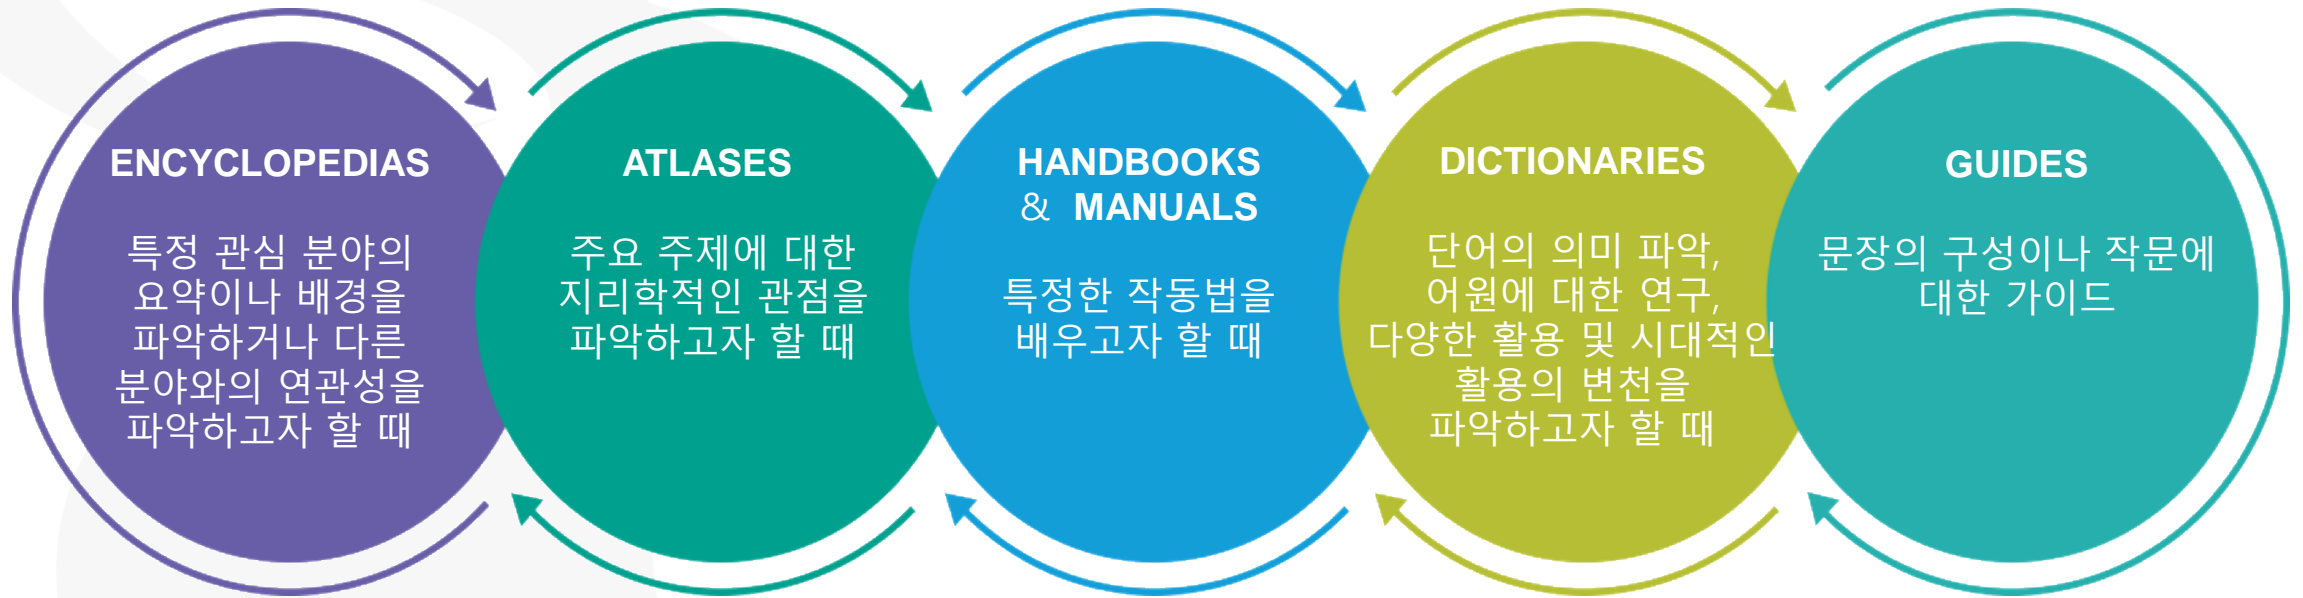 ENCYCLOPEDIAS
특정 관심 분야의
요약이나 배경을
파악하거나 다른
분야와의 연관성을
파악하고자 할 때
ATLASES
주요 주제에 대한
지리학적인 관점을
파악하고자 할 때
HANDBOOKS
& MANUALS
특정한 작동법을
배우고자 할 때
DICTIONARIES
단어의 의미 파악,
어원에 대한 연구,
다양한 활용 및 시대적인
활용의 변천을
파악하고자 할 때
GUIDES
문장의 구성이나 작문에
대한 가이드